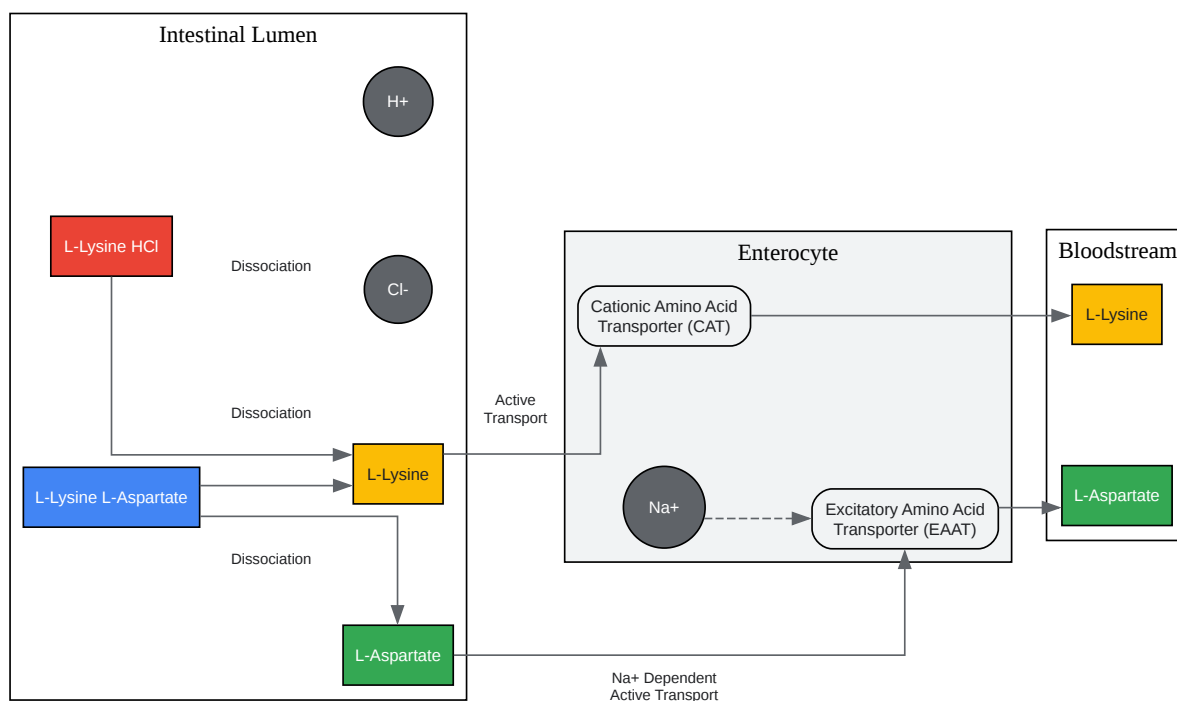 Intestinal Lumen
H+
L-Lysine HCl
Dissociation
Cl-
Dissociation
L-Lysine
L-Lysine L-Aspartate
Dissociation
L-Aspartate
Active
Transport
Na+ Dependent
Active Transport
Enterocyte
Cationic Amino Acid
Transporter (CAT)
Na+
Excitatory Amino Acid
Transporter (EAAT)
Bloodstream
L-Lysine
L-Aspartate